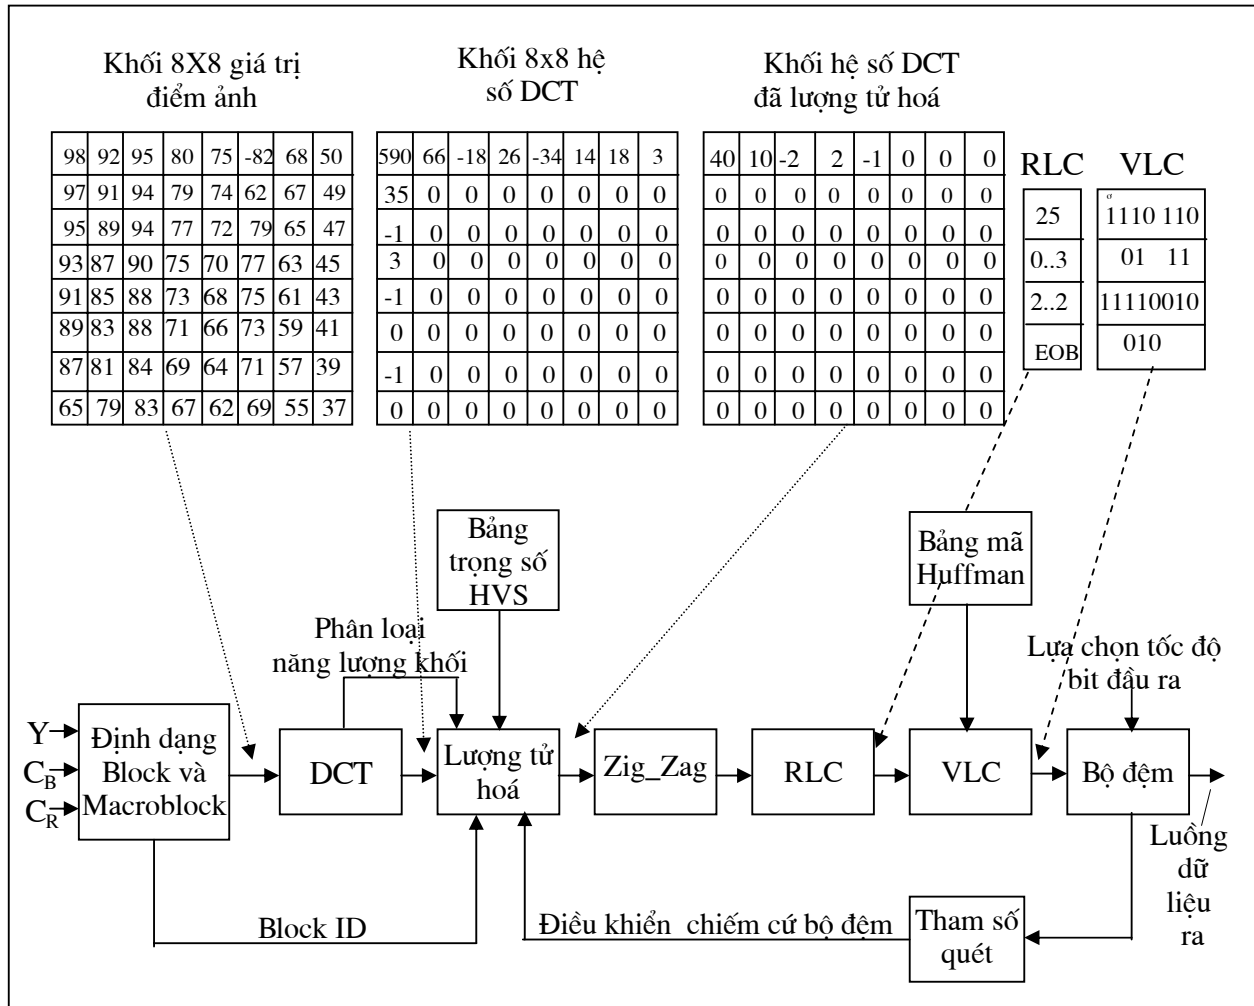 Khối 8X8 giá trị
điểm ảnh
Khối 8x8 hệ
số DCT
Khối hệ số DCT
đã lượng tử hoá
98 92 95 80 75 -82 68 50
97 91 94 79 74 62 67 49
95 89 94 77 72 79 65 47
93 87 90 75 70 77 63 45
91 85 88 73 68 75 61 43
89 83 88 71 66 73 59 41
87 81 84 69 64 71 57 39
65 79 83 67 62 69 55 37
590 66 -18 26 -34 14 18 3
35 0 0 0 0 0 0 0
-1 0 0 0 0 0 0 0
3 0 0 0 0 0 0 0
-1 0 0 0 0 0 0 0
0 0 0 0 0 0 0 0
-1 0 0 0 0 0 0 0
0 0 0 0 0 0 0 0
40 10 -2 2 -1 0 0 0
0 0 0 0 0 0 0 0
0 0 0 0 0 0 0 0
0 0 0 0 0 0 0 0
0 0 0 0 0 0 0 0
0 0 0 0 0 0 0 0
0 0 0 0 0 0 0 0
0 0 0 0 0 0 0 0
RLC
25
0..3
2..2
EOB
VLC
σ
1110 110
01 11
11110010
010
Bảng
trọng số
HVS
Bảng mã
Huffman
Phân loại
năng lượng khối
Lựa chọn tốc độ
bit đầu ra
Y
C_B
C_R
Định dạng
Block và
Macroblock
DCT
Lượng tử
hoá
Zig_Zag
RLC
VLC
Bộ đệm
Luồng
dữ
liệu
ra
Block ID
Điều khiển chiếm cứ bộ đệm
Tham số
quét